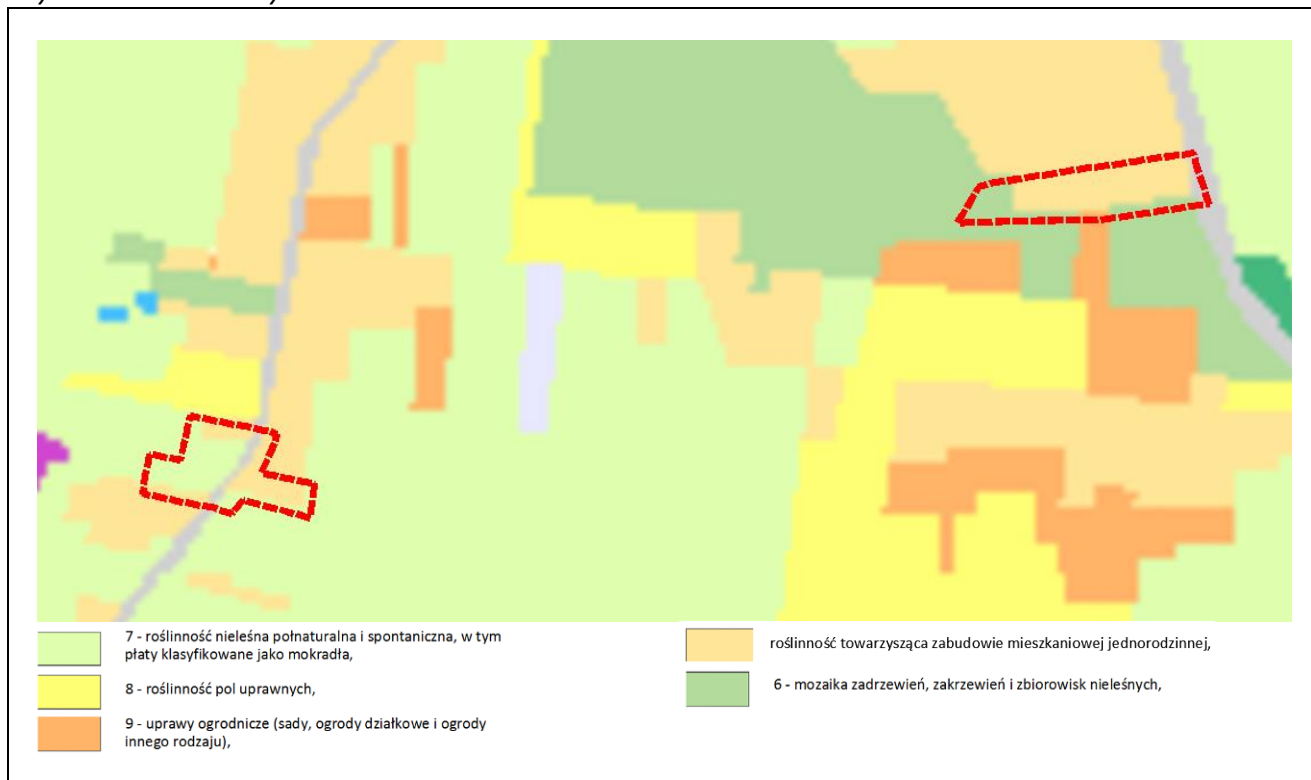 7 - roślinność nieleśna połnaturalna i spontaniczna, w tym
płaty klasyfikowane jako mokradła,
8 - roślinność pol uprawnych,
9 - uprawy ogrodnicze (sady, ogrody działkowe i ogrody
innego rodzaju),
roślinność towarzysząca zabudowie mieszkaniowej jednorodzinnej,
6 - mozaika zadrzewień, zakrzewień i zbiorowisk nieleśnych,